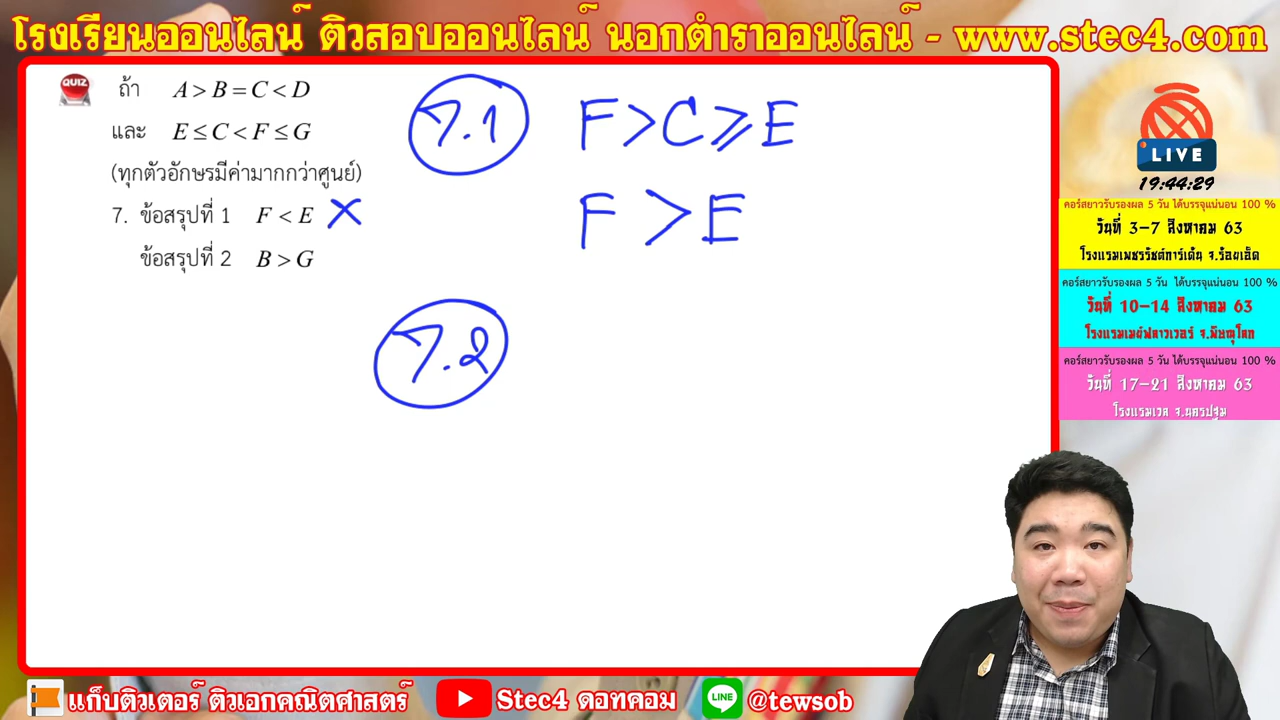 โรงเรียนออนไลน์ ติวสอบออนไลน์ นอกตำราออนไลน์ - www.stec4.com
QUIZ
ถ้า A > B = C < D
และ E ≤ C < F ≤ G
(ทุกตัวอักษรมีค่ามากกว่าศูนย์)
7. ข้อสรุปที่ 1 F < E ✗
ข้อสรุปที่ 2 B > G
7.1 F > C ⩾ E
F > E
7.2
LIVE
19:44:29
คอร์สยาวรับรองผล 5 วัน ได้บรรจุแน่นอน 100 %
วันที่ 3-7 สิงหาคม 63
โรงแรมเพชรรัชต์การ์เด้น จ.ร้อยเอ็ด
คอร์สยาวรับรองผล 5 วัน ได้บรรจุแน่นอน 100 %
วันที่ 10-14 สิงหาคม 63
โรงแรมเมย์ฟลาวเวอร์ จ.พิษณุโลก
คอร์สยาวรับรองผล 5 วัน ได้บรรจุแน่นอน 100 %
วันที่ 17-21 สิงหาคม 63
โรงแรมเวล จ.นครปฐม
แก๊บติวเตอร์ ติวเอกคณิตศาสตร์
Stec4 ดอทคอม
LINE @tewsob